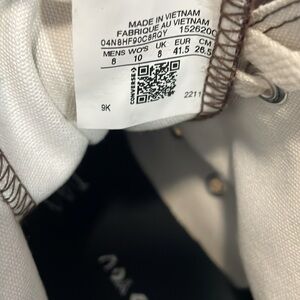 MADE IN VIETNAM
FABRIQUE AU VIETNAM
04N8HF90C8RQY 152620C
MENS WO'S UK EUR CM
8 10 8 41.5 26.5
9K 2211